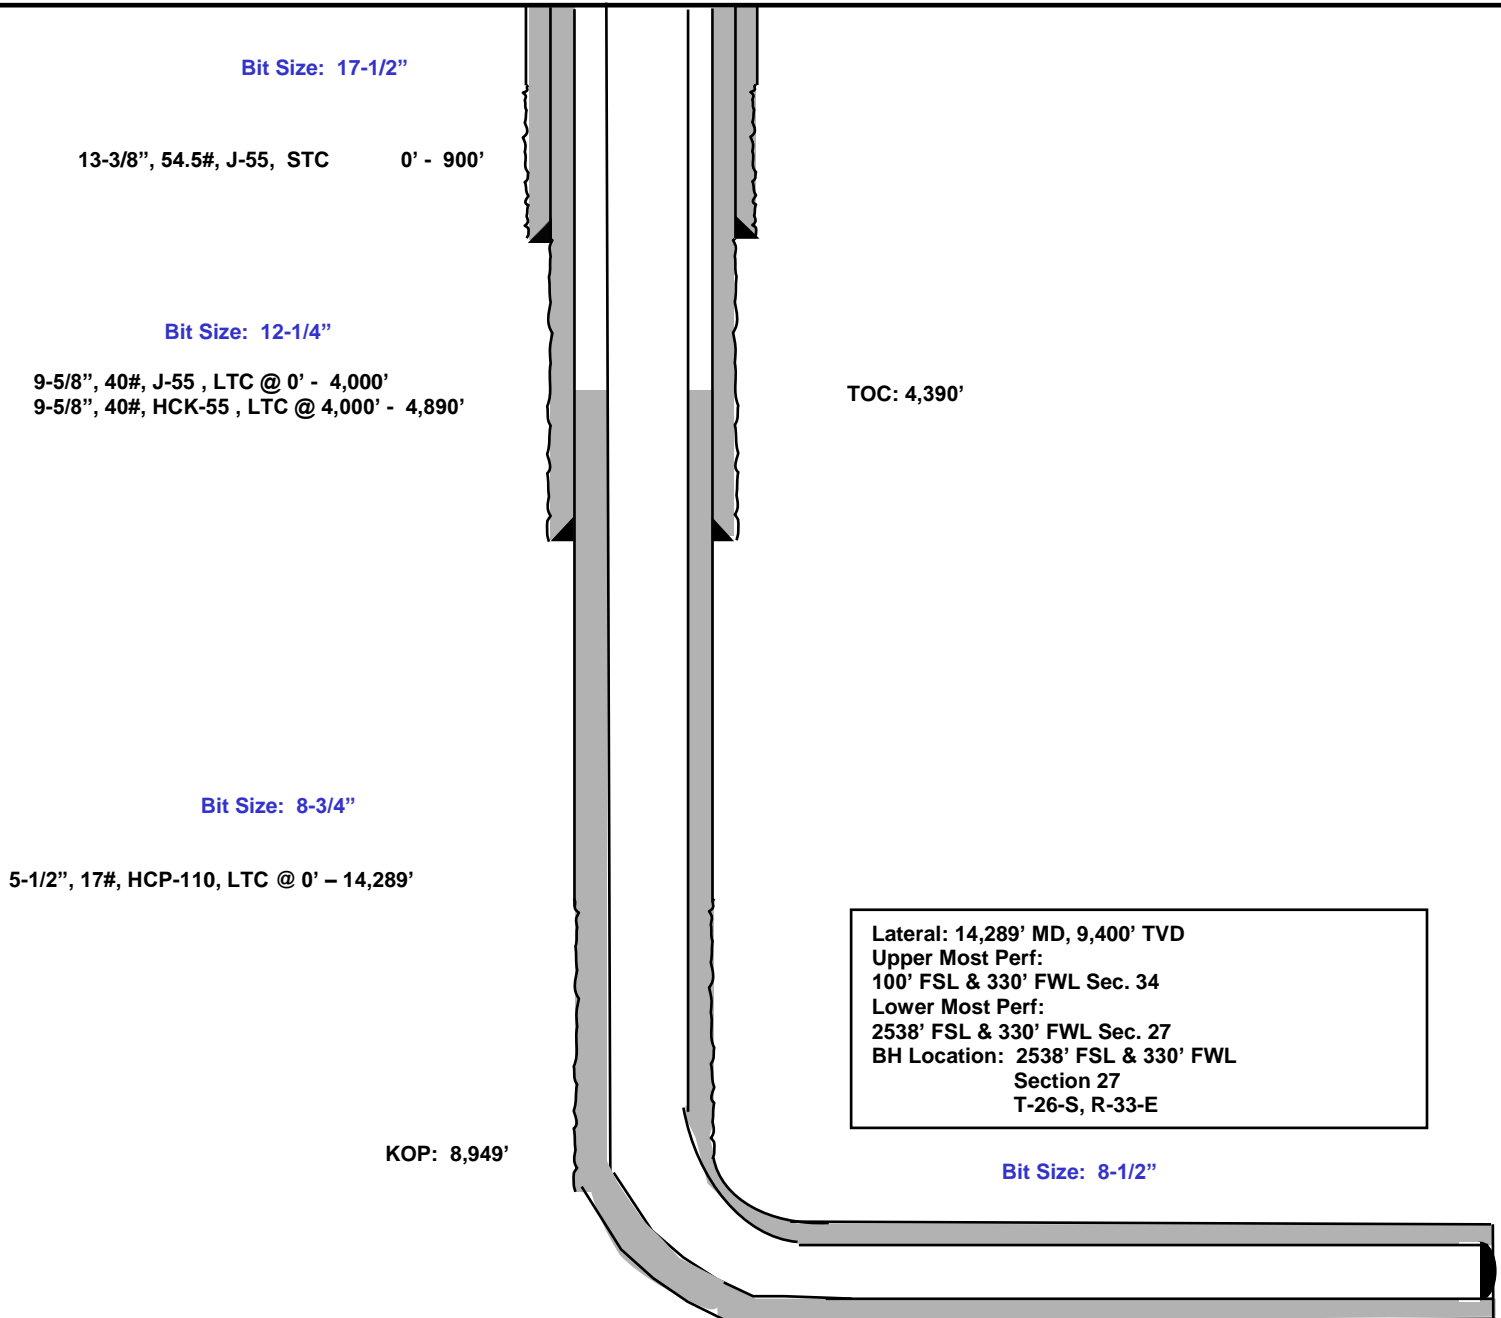 Bit Size: 17-1/2”
13-3/8”, 54.5#, J-55, STC 0’ - 900’
Bit Size: 12-1/4”
9-5/8”, 40#, J-55 , LTC @ 0’ - 4,000’
9-5/8”, 40#, HCK-55 , LTC @ 4,000’ - 4,890’
TOC: 4,390’
Bit Size: 8-3/4”
5-1/2”, 17#, HCP-110, LTC @ 0’ – 14,289’
Lateral: 14,289’ MD, 9,400’ TVD
Upper Most Perf:
100’ FSL & 330’ FWL Sec. 34
Lower Most Perf:
2538’ FSL & 330’ FWL Sec. 27
BH Location: 2538’ FSL & 330’ FWL
Section 27
T-26-S, R-33-E
KOP: 8,949’
Bit Size: 8-1/2”